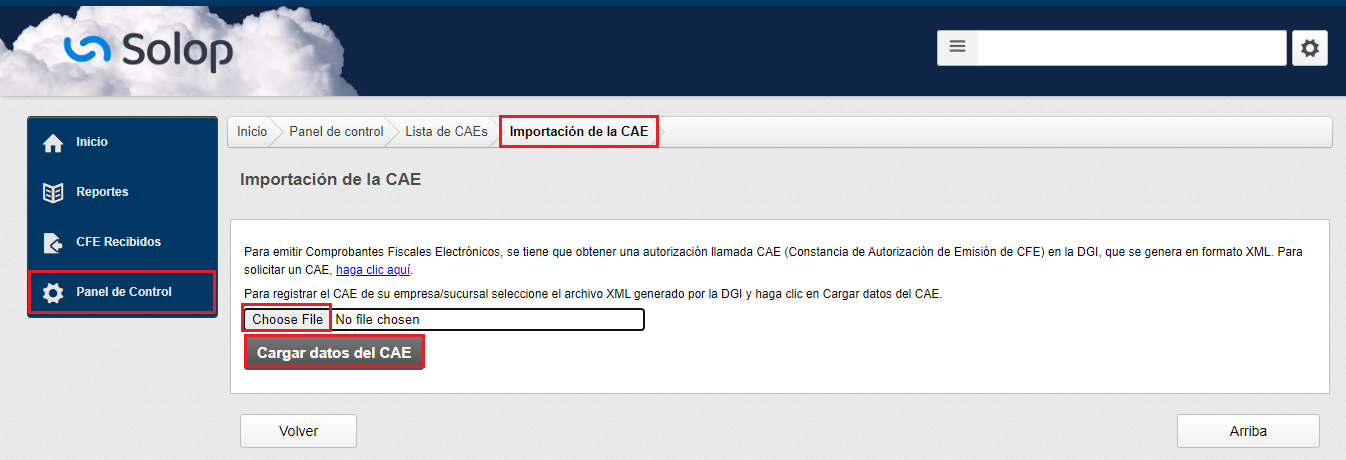 Solop
Inicio
Reportes
CFE Recibidos
Panel de Control
Inicio Panel de control Lista de CAEs Importación de la CAE
Importación de la CAE
Para emitir Comprobantes Fiscales Electrónicos, se tiene que obtener una autorización llamada CAE (Constancia de Autorización de Emisión de CFE) en la DGI, que se genera en formato XML. Para
solicitar un CAE, haga clic aquí.
Para registrar el CAE de su empresa/sucursal seleccione el archivo XML generado por la DGI y haga clic en Cargar datos del CAE.
Choose File No file chosen
Cargar datos del CAE
Volver
Arriba